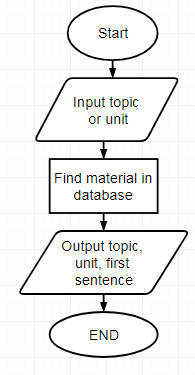 Start
Input topic
or unit
Find material in
database
Output topic,
unit, first
sentence
END